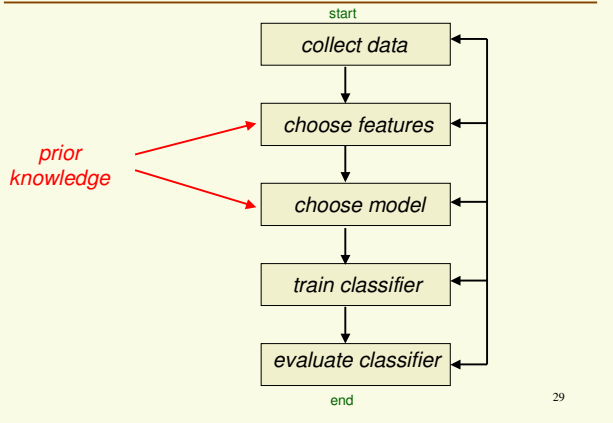 start
collect data
choose features
prior
knowledge
choose model
train classifier
evaluate classifier
end
29